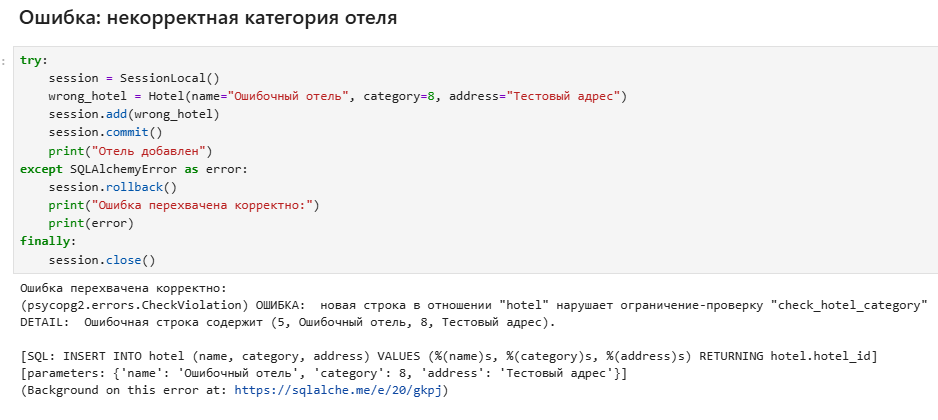 Ошибка: некорректная категория отеля
:
try:
    session = SessionLocal()
    wrong_hotel = Hotel(name="Ошибочный отель", category=8, address="Тестовый адрес")
    session.add(wrong_hotel)
    session.commit()
    print("Отель добавлен")
except SQLAlchemyError as error:
    session.rollback()
    print("Ошибка перехвачена корректно:")
    print(error)
finally:
    session.close()
Ошибка перехвачена корректно:
(psycopg2.errors.CheckViolation) ОШИБКА:  новая строка в отношении "hotel" нарушает ограничение-проверку "check_hotel_category"
DETAIL:  Ошибочная строка содержит (5, Ошибочный отель, 8, Тестовый адрес).
[SQL: INSERT INTO hotel (name, category, address) VALUES (%(name)s, %(category)s, %(address)s) RETURNING hotel.hotel_id]
[parameters: {'name': 'Ошибочный отель', 'category': 8, 'address': 'Тестовый адрес'}]
(Background on this error at: https://sqlalche.me/e/20/gkpj)